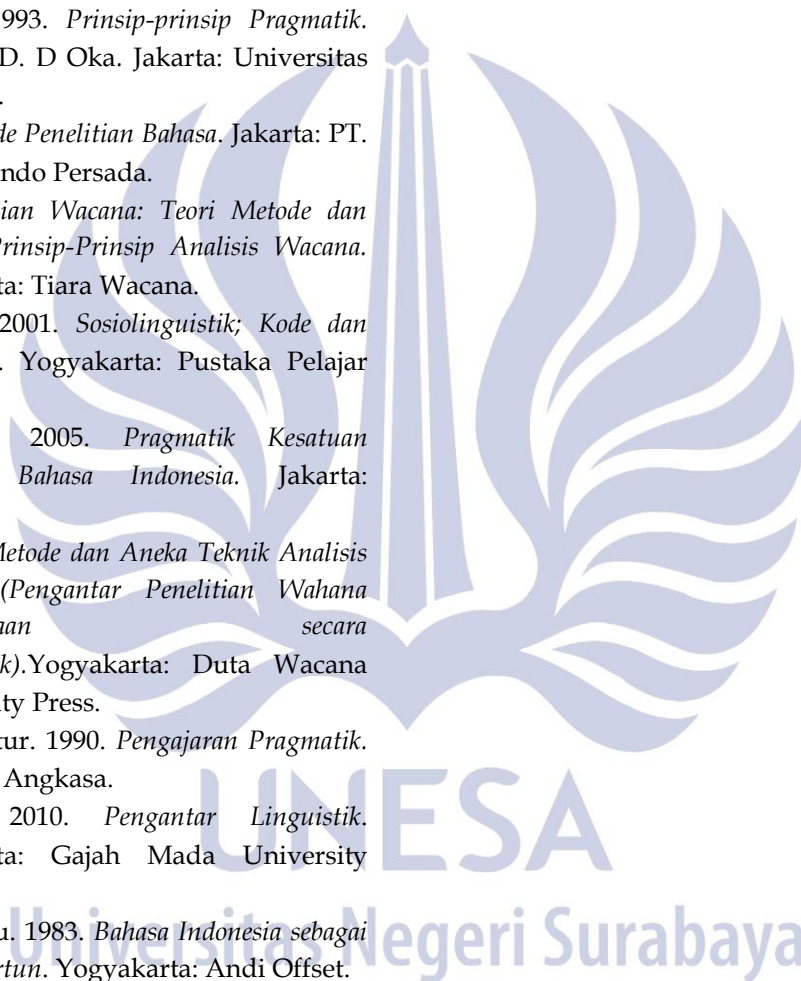 993. Prinsip-prinsip Pragmatik.
D. D Oka. Jakarta: Universitas
.
de Penelitian Bahasa. Jakarta: PT.
ndo Persada.
ian Wacana: Teori Metode dan
Prinsip-Prinsip Analisis Wacana.
ta: Tiara Wacana.
2001. Sosiolinguistik; Kode dan
. Yogyakarta: Pustaka Pelajar
2005. Pragmatik Kesatuan
Bahasa Indonesia. Jakarta:
Metode dan Aneka Teknik Analisis
(Pengantar Penelitian Wahana
aan secara
k).Yogyakarta: Duta Wacana
ity Press.
tur. 1990. Pengajaran Pragmatik.
Angkasa.
2010. Pengantar Linguistik.
ta: Gajah Mada University
u. 1983. Bahasa Indonesia sebagai
rtun. Yogyakarta: Andi Offset.
UNESA
Universitas Negeri Surabaya